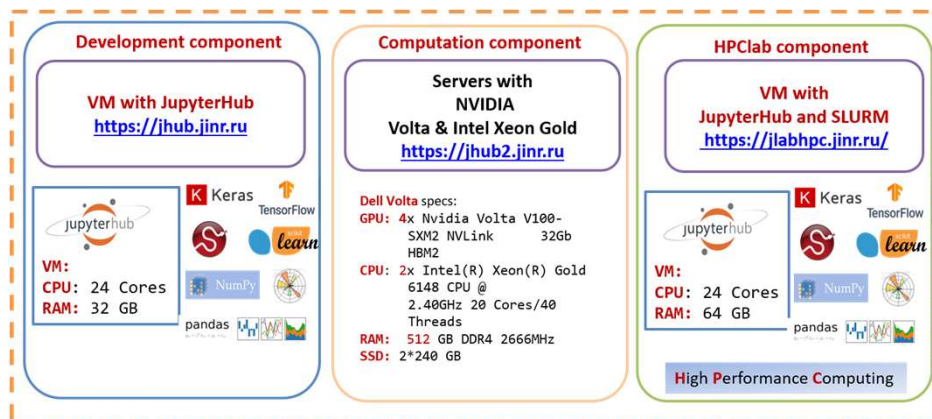 Development component
VM with JupyterHub
https://jhub.jinr.ru
jupyterhub
VM:
CPU: 24 Cores
RAM: 32 GB
K Keras
TensorFlow
S
scikit
learn
NumPy
pandas
Computation component
Servers with
NVIDIA
Volta & Intel Xeon Gold
https://jhub2.jinr.ru
Dell Volta specs:
GPU: 4x Nvidia Volta V100-
SXM2 NVLink 32Gb
HBM2
CPU: 2x Intel(R) Xeon(R) Gold
6148 CPU @
2.40GHz 20 Cores/40
Threads
RAM: 512 GB DDR4 2666MHz
SSD: 2*240 GB
HPClab component
VM with
JupyterHub and SLURM
https://jlabhpc.jinr.ru/
jupyterhub
VM:
CPU: 24 Cores
RAM: 64 GB
K Keras
TensorFlow
S
scikit
learn
NumPy
pandas
High Performance Computing